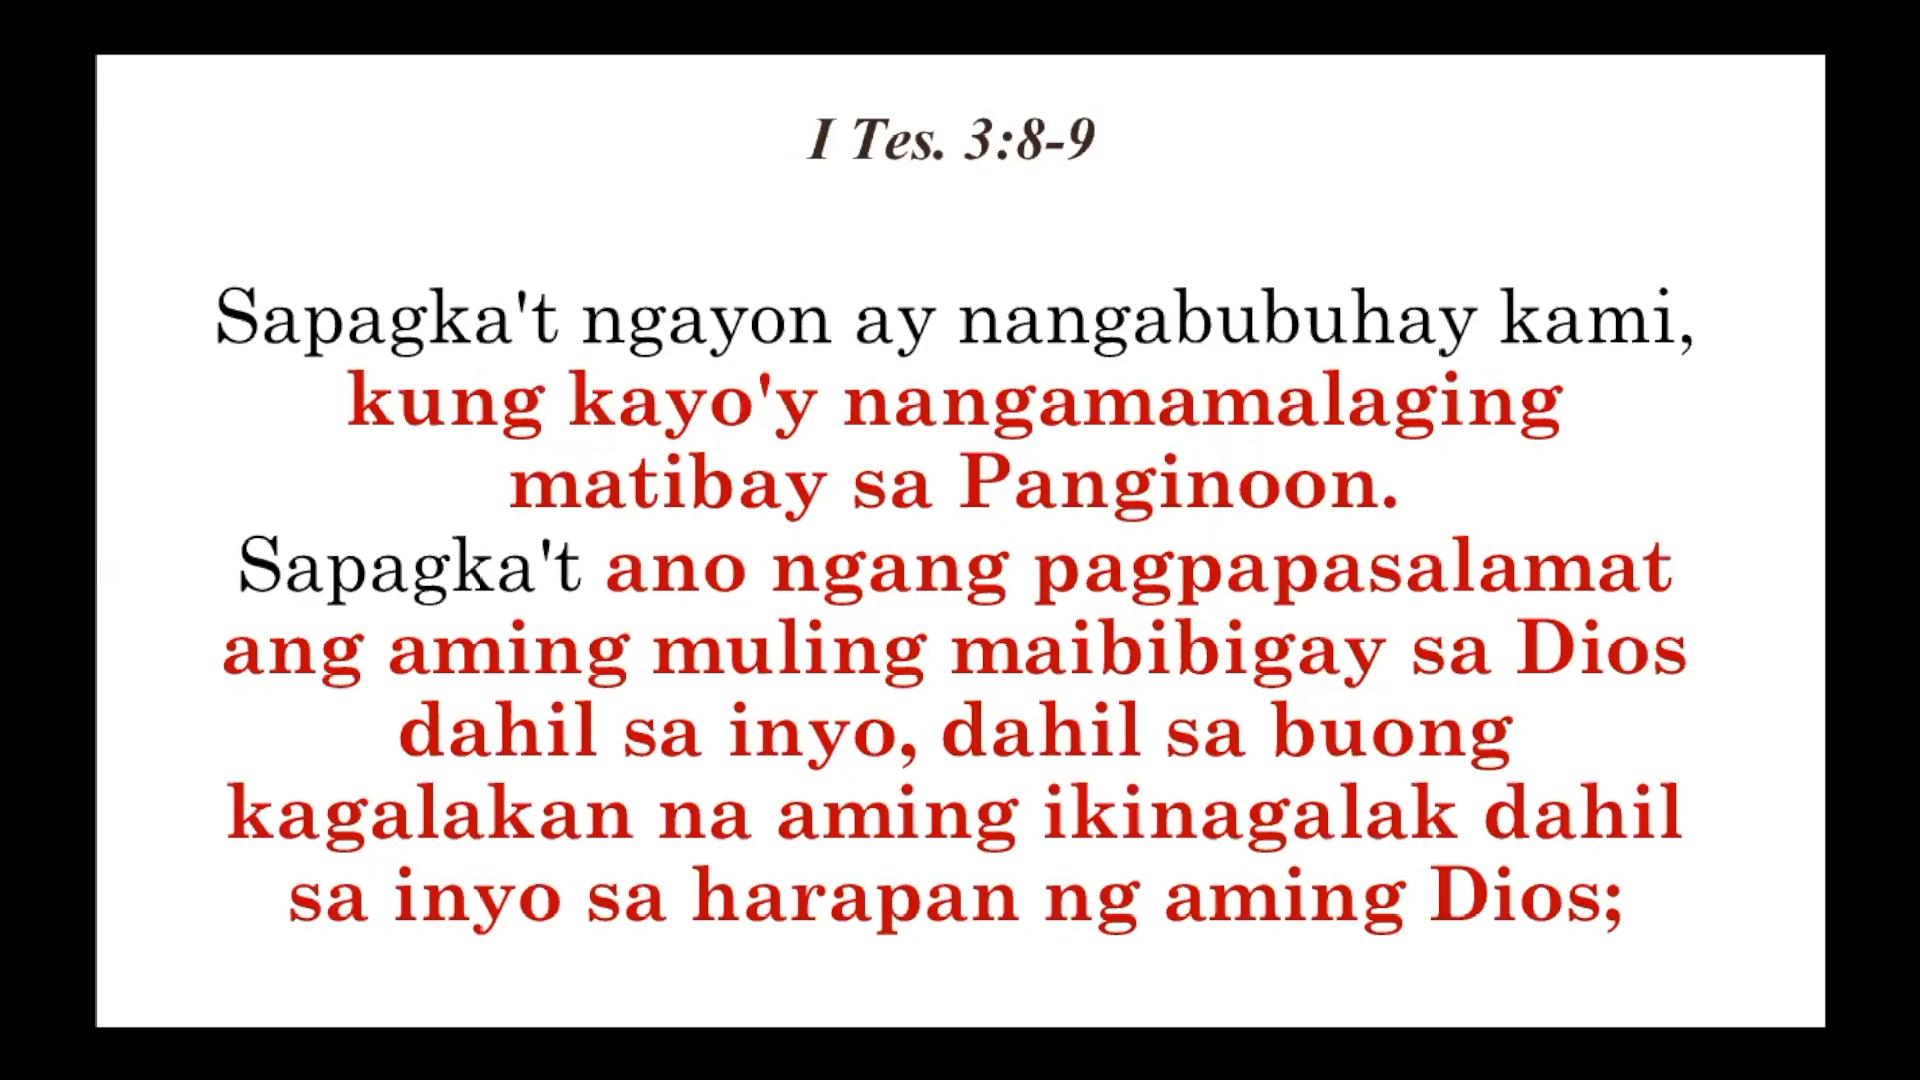 I Tes. 3:8-9
Sapagka't ngayon ay nangabubuhay kami,
kung kayo'y nangamamalaging
matibay sa Panginoon.
Sapagka't ano ngang pagpapasalamat
ang aming muling maibibigay sa Dios
dahil sa inyo, dahil sa buong
kagalakan na aming ikinagalak dahil
sa inyo sa harapan ng aming Dios;